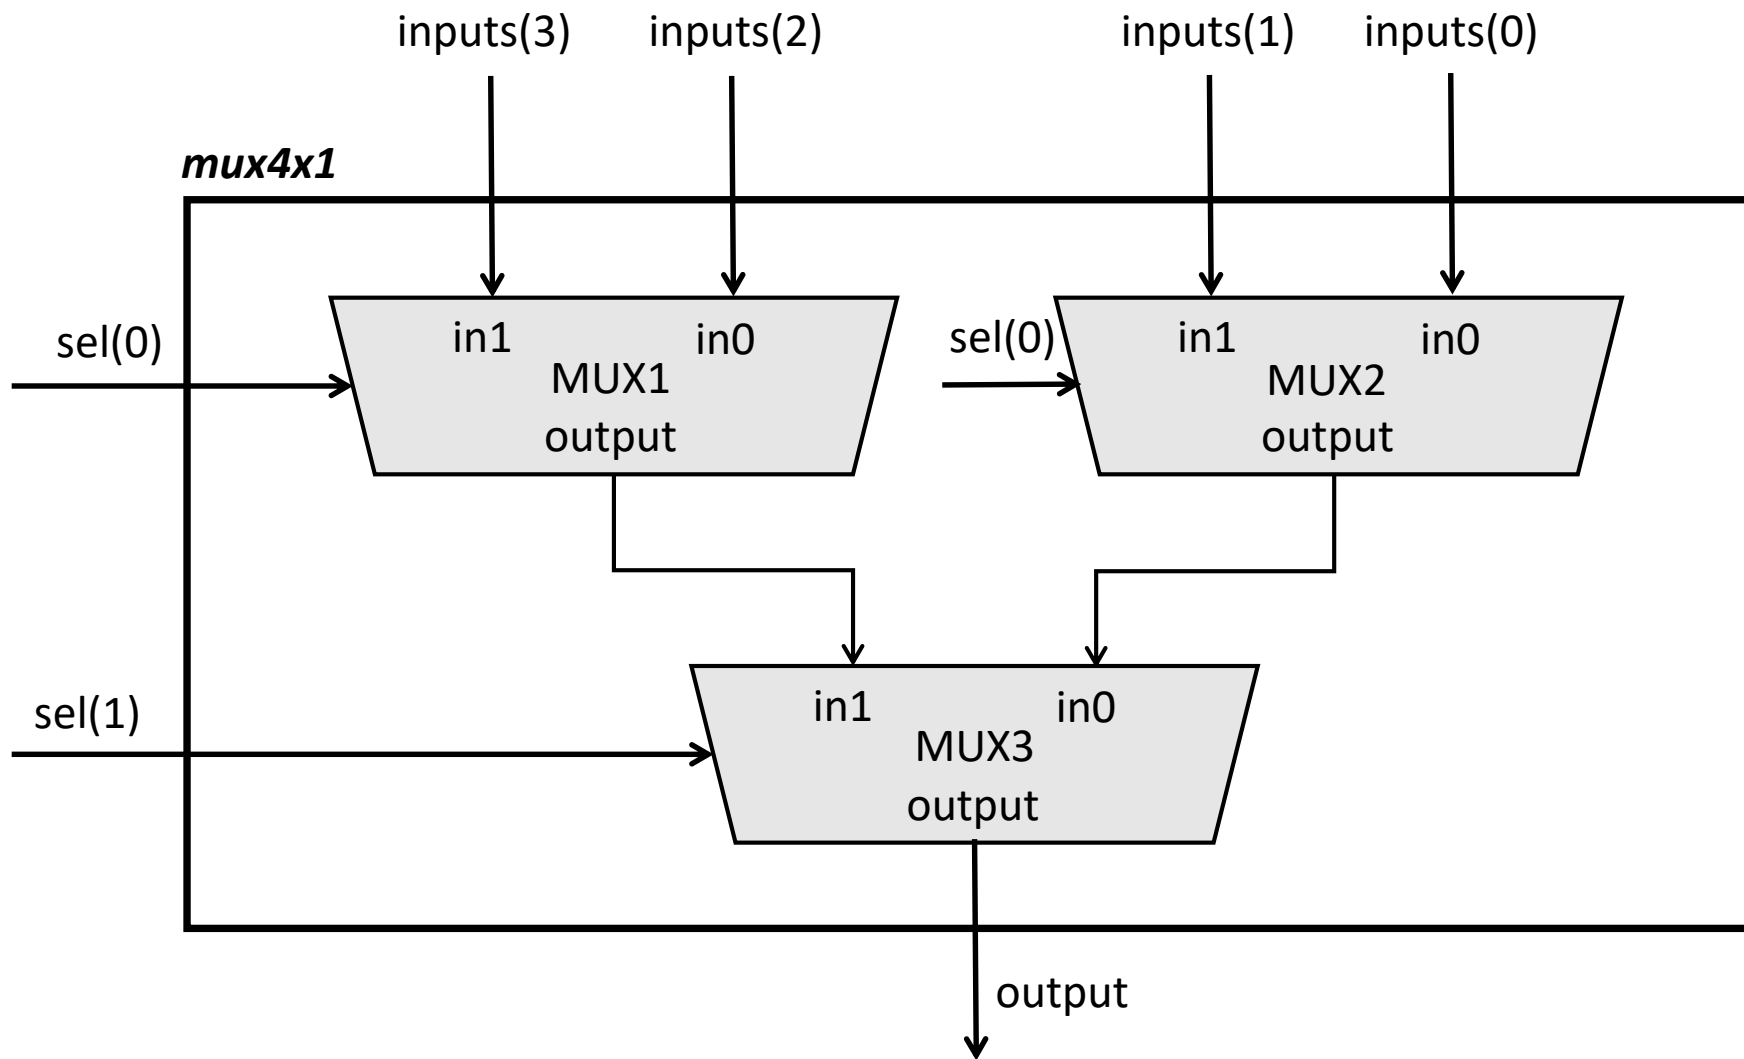 inputs(3) inputs(2) inputs(1) inputs(0)
mux4x1
sel(0) in1 in0 sel(0) in1 in0
MUX1 MUX2
output output
sel(1) in1 in0
MUX3
output
output